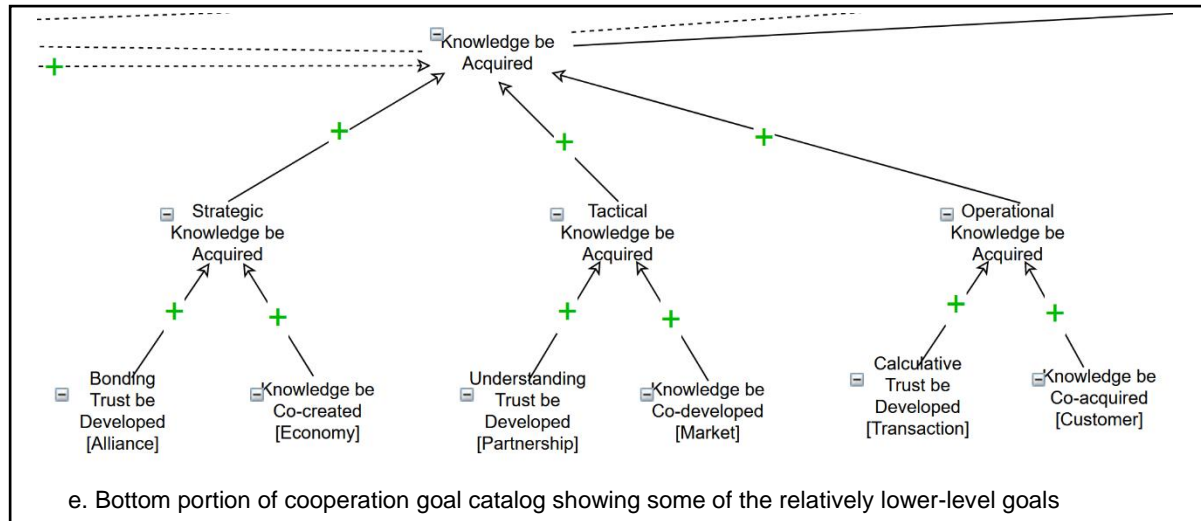 Knowledge be
Acquired
Strategic
Knowledge be
Acquired
Tactical
Knowledge be
Acquired
Operational
Knowledge be
Acquired
Bonding
Trust be
Developed
[Alliance]
Knowledge be
Co-created
[Economy]
Understanding
Trust be
Developed
[Partnership]
Knowledge be
Co-developed
[Market]
Calculative
Trust be
Developed
[Transaction]
Knowledge be
Co-acquired
[Customer]
e. Bottom portion of cooperation goal catalog showing some of the relatively lower-level goals